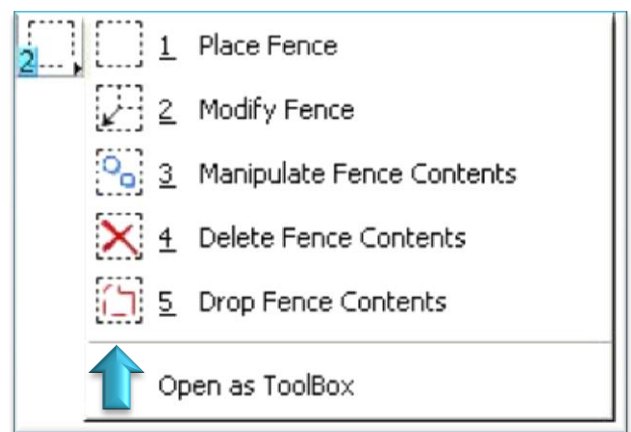 2
1 Place Fence
2 Modify Fence
3 Manipulate Fence Contents
4 Delete Fence Contents
5 Drop Fence Contents
Open as ToolBox